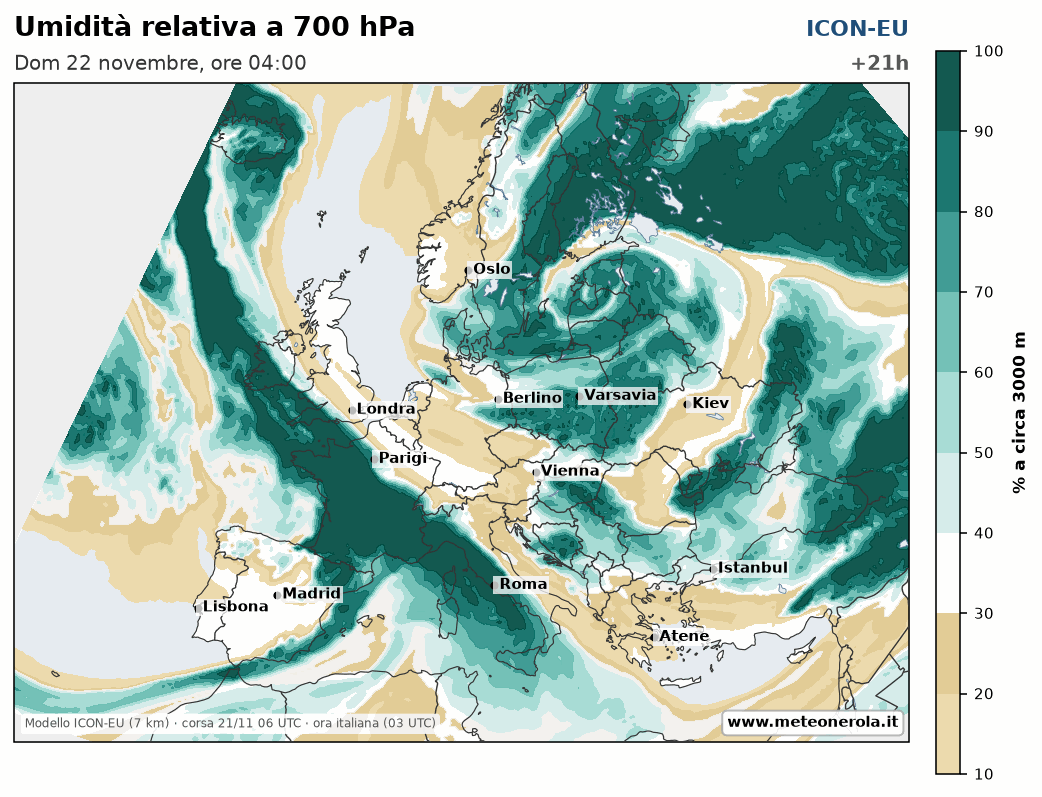 Umidità relativa a 700 hPa
ICON-EU
Dom 22 novembre, ore 04:00
+21h
100
90
80
70
60
50
40
30
20
10
% a circa 3000 m
Oslo
Berlino
Varsavia
Kiev
Londra
Parigi
Vienna
Istanbul
Roma
Madrid
Lisbona
Atene
Modello ICON-EU (7 km) · corsa 21/11 06 UTC · ora italiana (03 UTC)
www.meteonerola.it